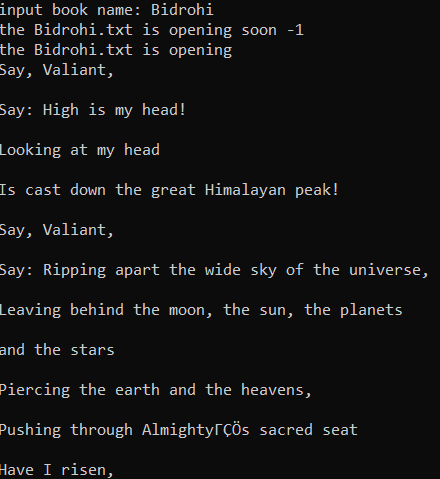 input book name: Bidrohi
the Bidrohi.txt is opening soon -1
the Bidrohi.txt is opening
Say, Valiant,
Say: High is my head!
Looking at my head
Is cast down the great Himalayan peak!
Say, Valiant,
Say: Ripping apart the wide sky of the universe,
Leaving behind the moon, the sun, the planets
and the stars
Piercing the earth and the heavens,
Pushing through AlmightyΓÇÖs sacred seat
Have I risen,